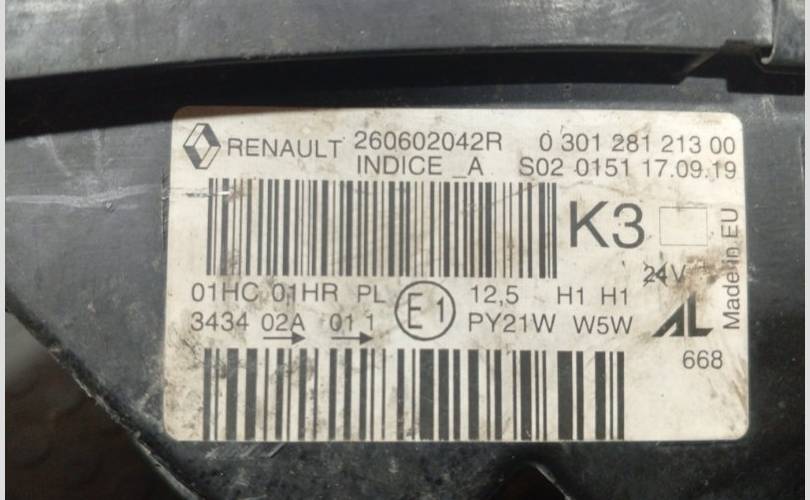 RENAULT 260602042R 0 301 281 213 00
INDICE _A S02 0151 17.09.19
K3
24V
Made in EU
01HC 01HR PL E1 12,5 H1 H1
3434 02A 01 1 PY21W W5W AL
668